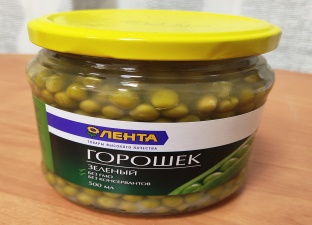 ЛЕНТА
ТОВАРЫ ВЫСОКОГО КАЧЕСТВА
ГОРОШЕК
ЗЕЛЕНЫЙ
БЕЗ ГМО
БЕЗ КОНСЕРВАНТОВ
500 МЛ